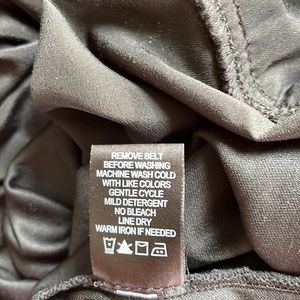 REMOVE BELT
BEFORE WASHING
MACHINE WASH COLD
WITH LIKE COLORS
GENTLE CYCLE
MILD DETERGENT
NO BLEACH
LINE DRY
WARM IRON IF NEEDED